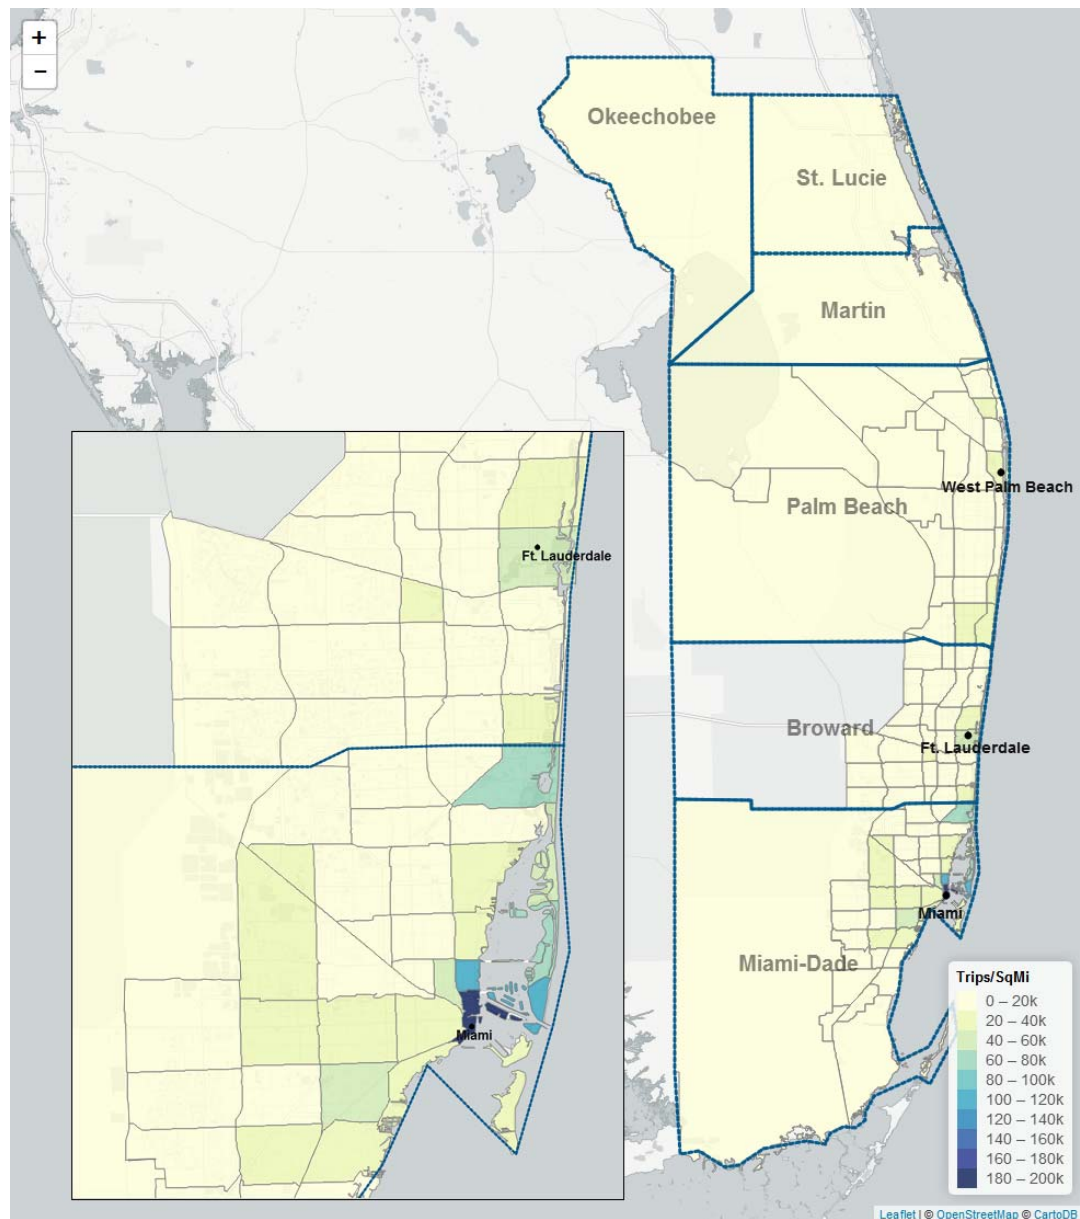 +
−
Okeechobee
St. Lucie
Martin
West Palm Beach
Palm Beach
Ft. Lauderdale
Broward
Ft. Lauderdale
Miami
Miami-Dade
Miami
Trips/SqMi
0 – 20k
20 – 40k
40 – 60k
60 – 80k
80 – 100k
100 – 120k
120 – 140k
140 – 160k
160 – 180k
180 – 200k
Leaflet | © OpenStreetMap © CartoDB